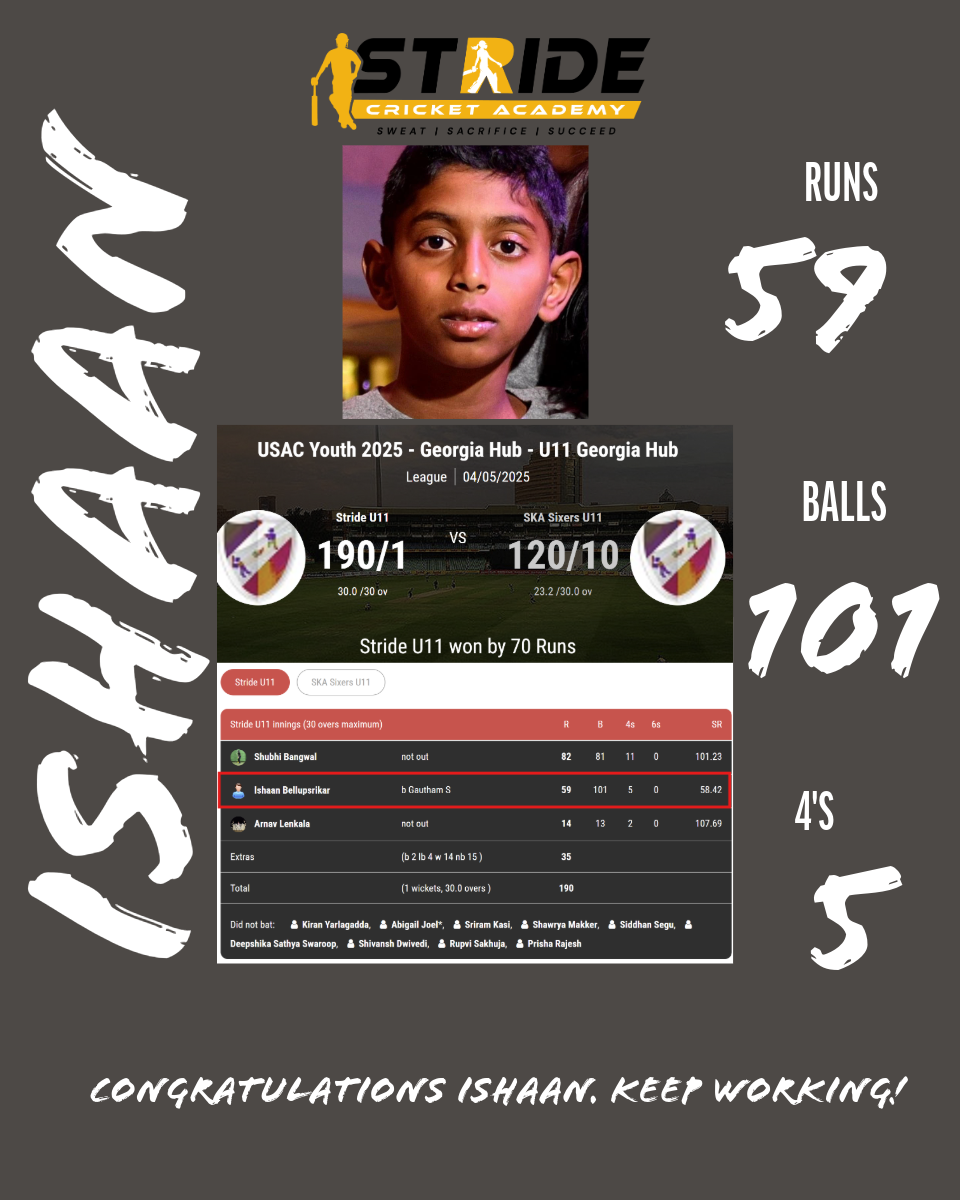 STRIDE
CRICKET ACADEMY
SWEAT | SACRIFICE | SUCCEED
ISHAAN
RUNS
59
BALLS
101
4'S
5
USAC Youth 2025 - Georgia Hub - U11 Georgia Hub
League | 04/05/2025
Stride U11 VS SKA Sixers U11
190/1 120/10
30.0 /30 ov 23.2 /30.0 ov
Stride U11 won by 70 Runs
Stride U11 SKA Sixers U11
Stride U11 innings (30 overs maximum) R B 4s 6s SR
Shubhi Bangwal not out 82 81 11 0 101.23
Ishaan Bellupsrikar b Gautham S 59 101 5 0 58.42
Arnav Lenkala not out 14 13 2 0 107.69
Extras (b 2 lb 4 w 14 nb 15 ) 35
Total (1 wickets, 30.0 overs ) 190
Did not bat: Kiran Yarlagadda, Abigail Joel*, Sriram Kasi, Shawrya Makker, Siddhan Segu,
Deepshika Sathya Swaroop, Shivansh Dwivedi, Rupvi Sakhuja, Prisha Rajesh
CONGRATULATIONS ISHAAN. KEEP WORKING!